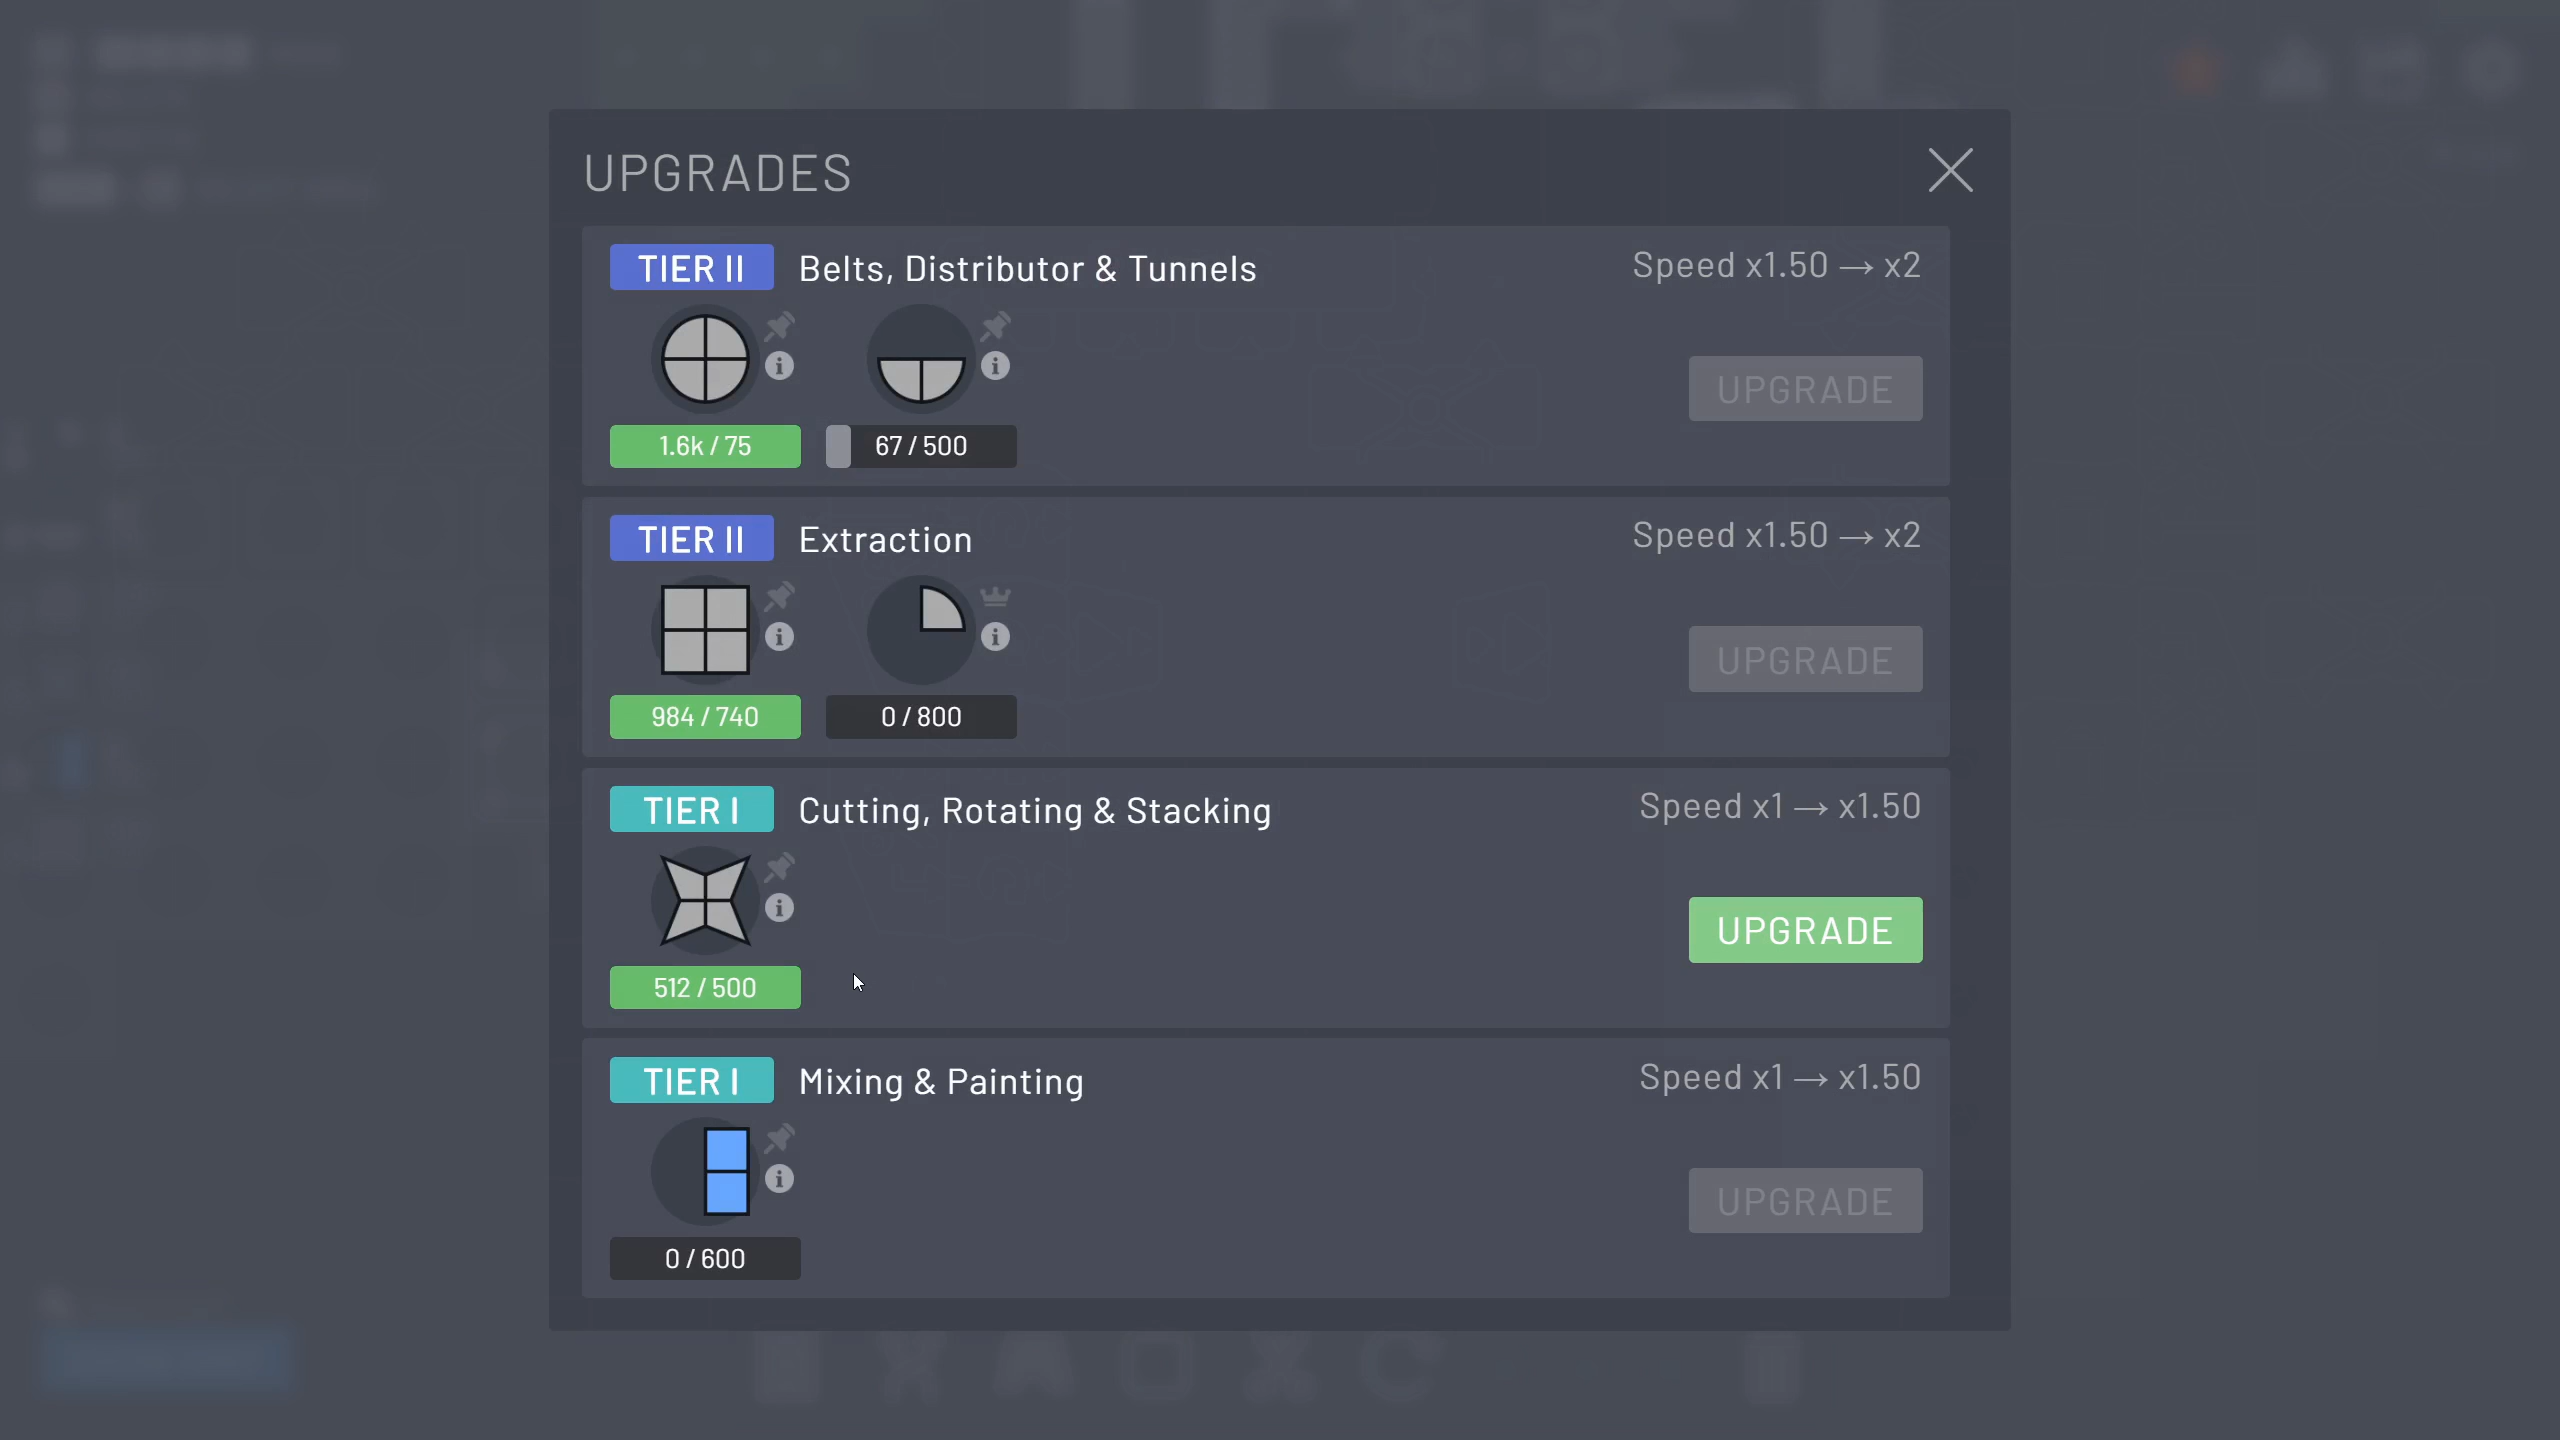 UPGRADES
TIER II Belts, Distributor & Tunnels Speed x1.50 → x2
UPGRADE
1.6k / 75 67 / 500
TIER II Extraction Speed x1.50 → x2
UPGRADE
984 / 740 0 / 800
TIER I Cutting, Rotating & Stacking Speed x1 → x1.50
UPGRADE
512 / 500
TIER I Mixing & Painting Speed x1 → x1.50
UPGRADE
0 / 600